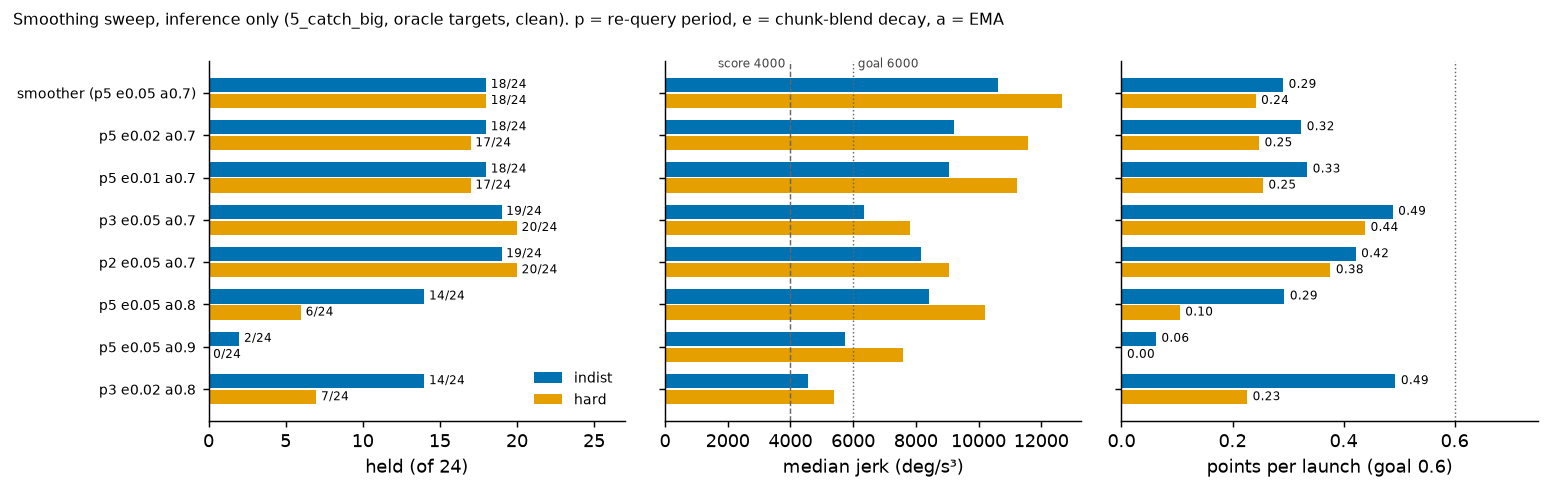 Smoothing sweep, inference only (5_catch_big, oracle targets, clean). p = re-query period, e = chunk-blend decay, a = EMA
smoother (p5 e0.05 a0.7)
p5 e0.02 a0.7
p5 e0.01 a0.7
p3 e0.05 a0.7
p2 e0.05 a0.7
p5 e0.05 a0.8
p5 e0.05 a0.9
p3 e0.02 a0.8
18/24
18/24
18/24
17/24
18/24
17/24
19/24
20/24
19/24
20/24
14/24
6/24
2/24
0/24
14/24
7/24
indist
hard
0 5 10 15 20 25
held (of 24)
score 4000 goal 6000
0 2000 4000 6000 8000 10000 12000
median jerk (deg/s³)
0.29
0.24
0.32
0.25
0.33
0.25
0.49
0.44
0.42
0.38
0.29
0.10
0.06
0.00
0.49
0.23
0.0 0.2 0.4 0.6
points per launch (goal 0.6)